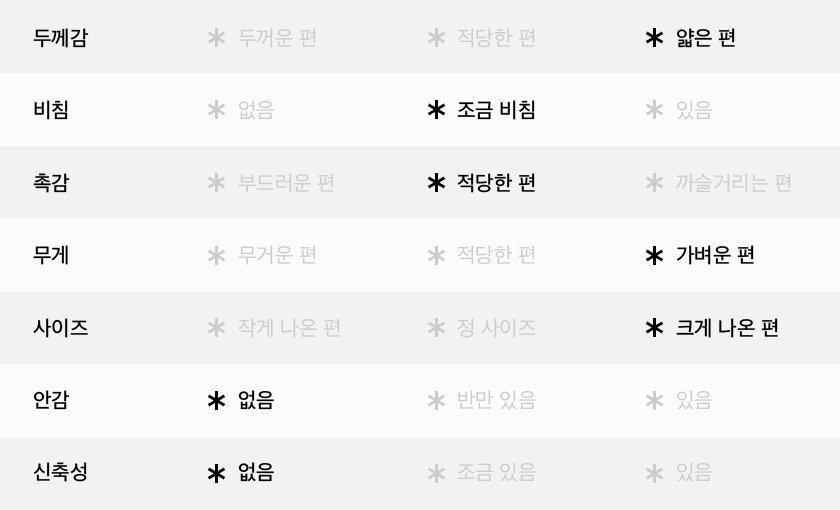 두께감 * 두꺼운 편 * 적당한 편 * 얇은 편
비침 * 없음 * 조금 비침 * 있음
촉감 * 부드러운 편 * 적당한 편 * 까슬거리는 편
무게 * 무거운 편 * 적당한 편 * 가벼운 편
사이즈 * 작게 나온 편 * 정 사이즈 * 크게 나온 편
안감 * 없음 * 반만 있음 * 있음
신축성 * 없음 * 조금 있음 * 있음